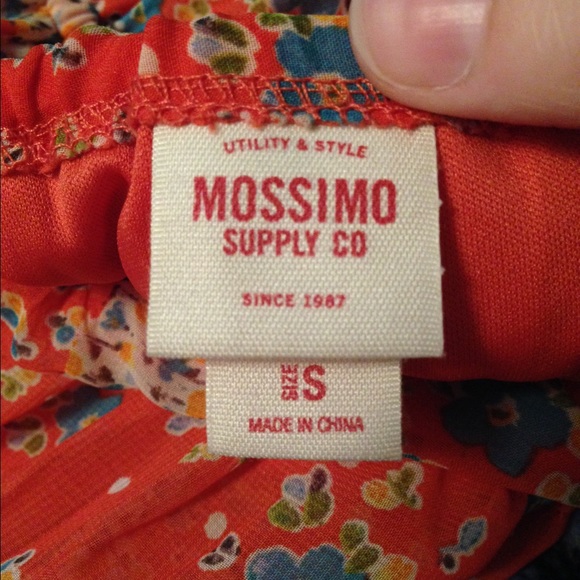 UTILITY & STYLE
MOSSIMO
SUPPLY CO
SINCE 1987
SIZE S
MADE IN CHINA